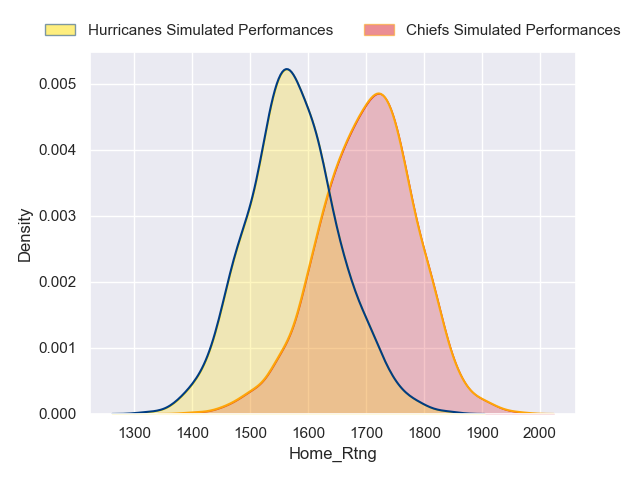 Hurricanes Simulated Performances
Chiefs Simulated Performances
0.005
0.004
0.003
0.002
0.001
0.000
Density
1300 1400 1500 1600 1700 1800 1900 2000
Home_Rtng